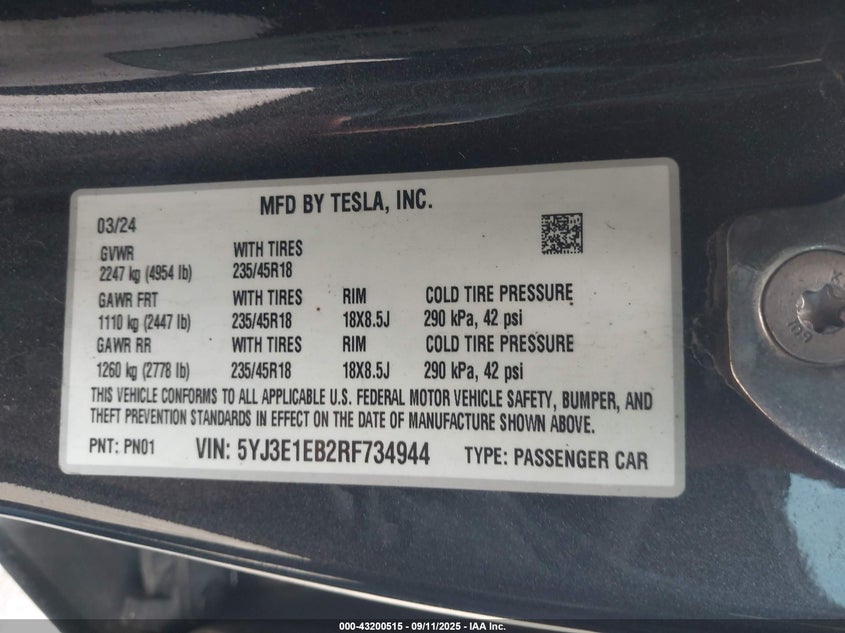 MFD BY TESLA, INC.
03/24
GVWR WITH TIRES
2247 kg (4954 lb) 235/45R18
GAWR FRT WITH TIRES RIM COLD TIRE PRESSURE
1110 kg (2447 lb) 235/45R18 18X8.5J 290 kPa, 42 psi
GAWR RR WITH TIRES RIM COLD TIRE PRESSURE
1260 kg (2778 lb) 235/45R18 18X8.5J 290 kPa, 42 psi
THIS VEHICLE CONFORMS TO ALL APPLICABLE U.S. FEDERAL MOTOR VEHICLE SAFETY, BUMPER, AND
THEFT PREVENTION STANDARDS IN EFFECT ON THE DATE OF MANUFACTURE SHOWN ABOVE.
PNT: PN01 VIN: 5YJ3E1EB2RF734944 TYPE: PASSENGER CAR
000-43200515 - 09/11/2025 - IAA Inc.